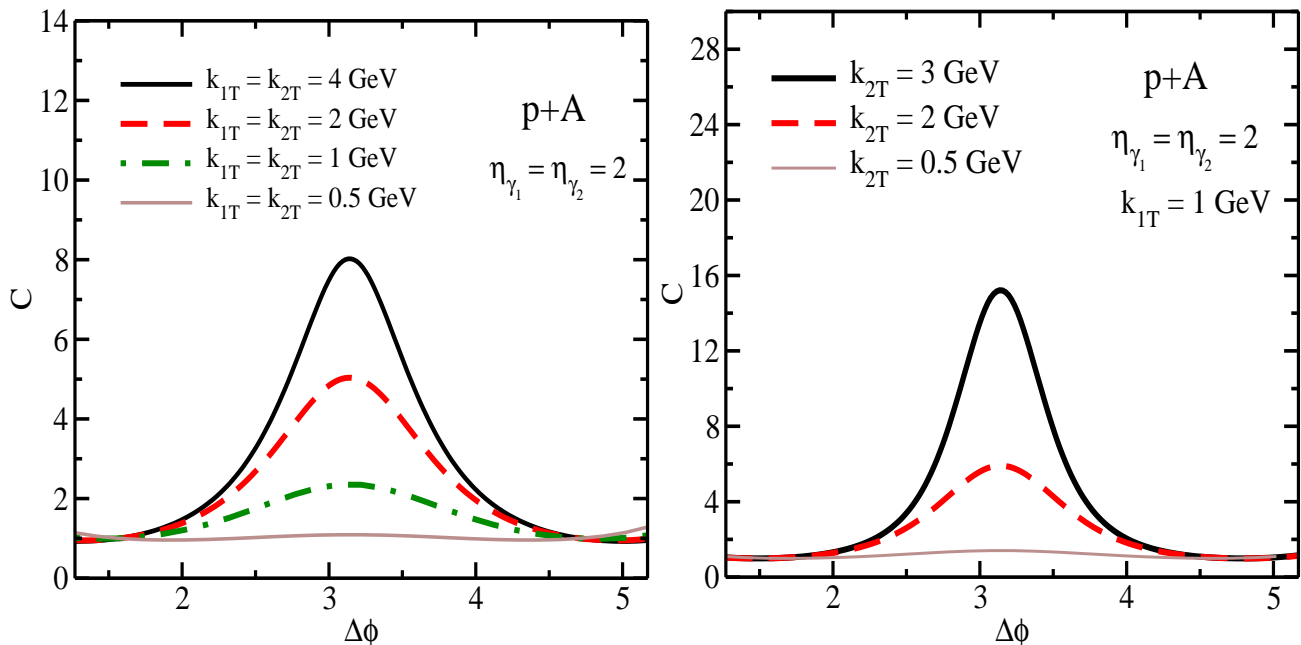 14
12
10
8
6
4
2
0
C
k1T = k2T = 4 GeV
k1T = k2T = 2 GeV
k1T = k2T = 1 GeV
k1T = k2T = 0.5 GeV
p+A
ηγ1 = ηγ2 = 2
2
3
4
5
Δϕ
28
24
20
16
12
8
4
0
C
k2T = 3 GeV
k2T = 2 GeV
k2T = 0.5 GeV
p+A
ηγ1 = ηγ2 = 2
k1T = 1 GeV
2
3
4
5
Δϕ